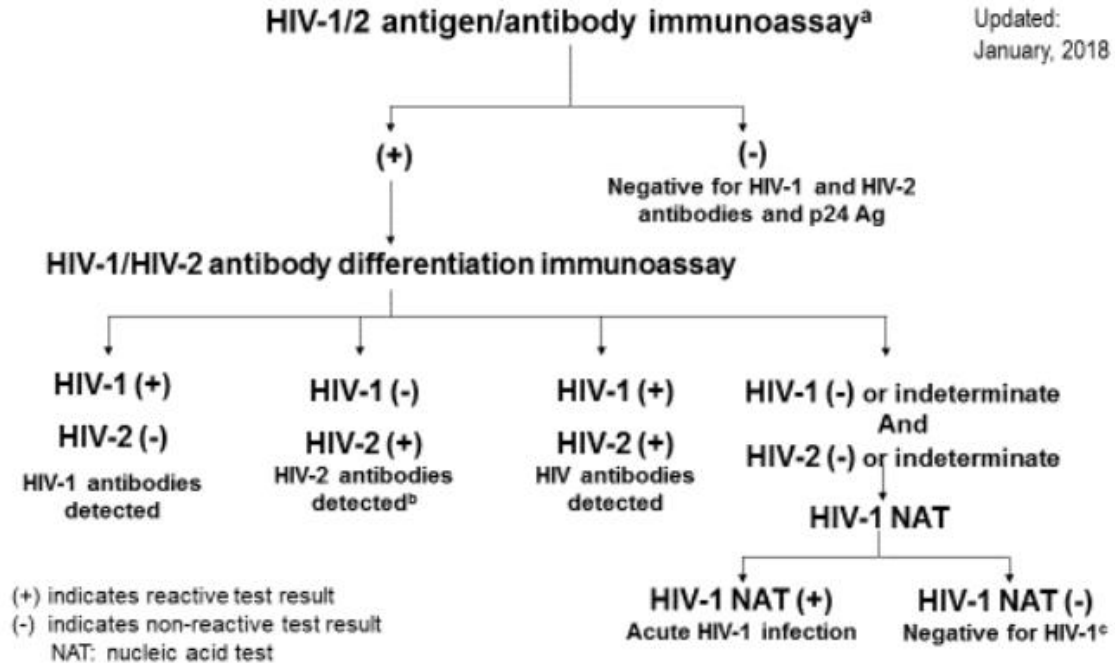 HIV-1/2 antigen/antibody immunoassayᵃ
Updated:
January, 2018
(+)
(-)
Negative for HIV-1 and HIV-2
antibodies and p24 Ag
HIV-1/HIV-2 antibody differentiation immunoassay
HIV-1 (+)
HIV-2 (-)
HIV-1 antibodies
detected
HIV-1 (-)
HIV-2 (+)
HIV-2 antibodies
detectedᵇ
HIV-1 (+)
HIV-2 (+)
HIV antibodies
detected
HIV-1 (-) or indeterminate
And
HIV-2 (-) or indeterminate
HIV-1 NAT
HIV-1 NAT (+)
Acute HIV-1 infection
HIV-1 NAT (-)
Negative for HIV-1ᶜ
(+) indicates reactive test result
(-) indicates non-reactive test result
NAT: nucleic acid test